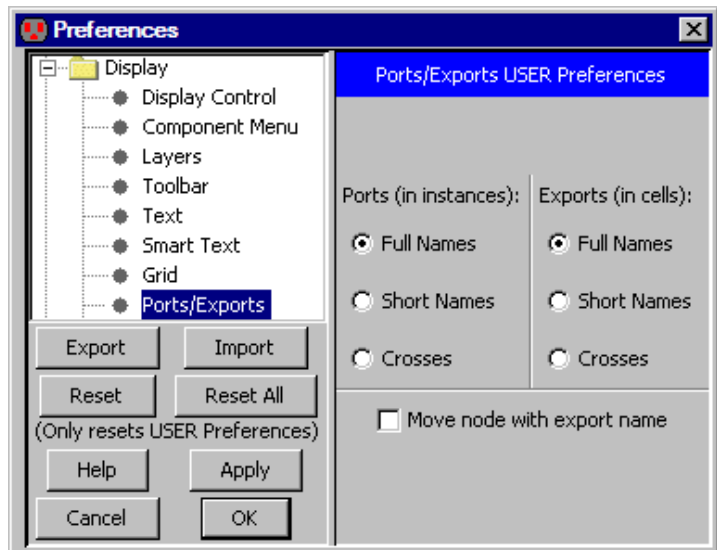 Preferences
Display
Display Control
Component Menu
Layers
Toolbar
Text
Smart Text
Grid
Ports/Exports
Export
Import
Reset
Reset All
(Only resets USER Preferences)
Help
Apply
Cancel
OK
Ports/Exports USER Preferences
Ports (in instances):
Full Names
Short Names
Crosses
Exports (in cells):
Full Names
Short Names
Crosses
Move node with export name